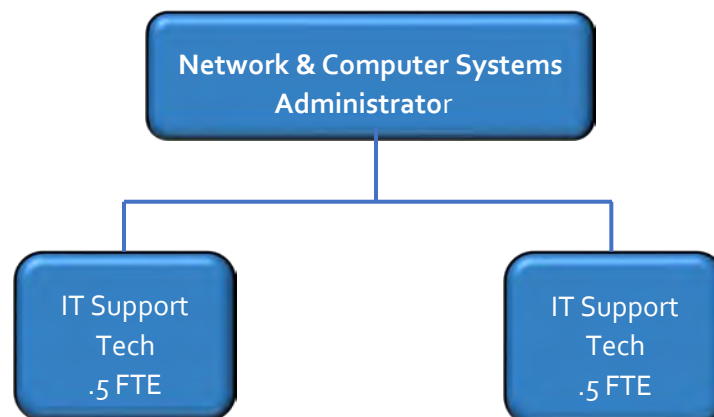 Network & Computer Systems
Administrator
IT Support
Tech
.5 FTE
IT Support
Tech
.5 FTE